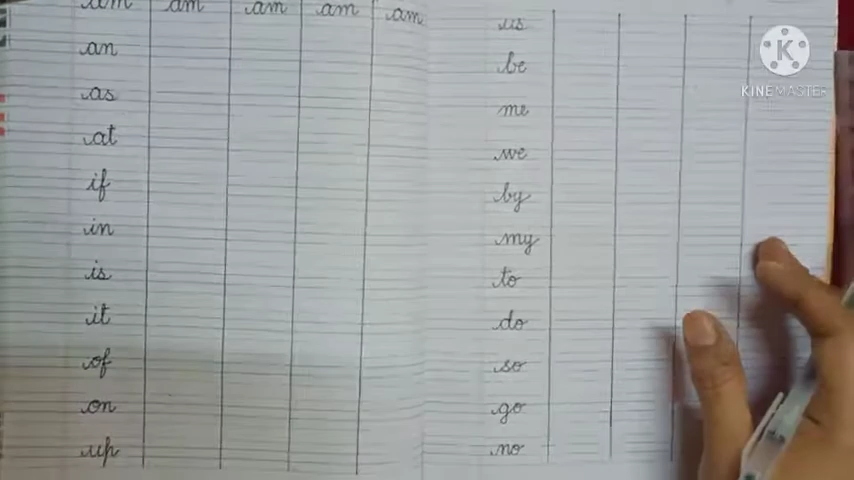 am am am am am
an
as
at
if
in
is
it
of
on
up
us
be
me
we
by
my
to
do
so
go
no
K
KINEMASTER